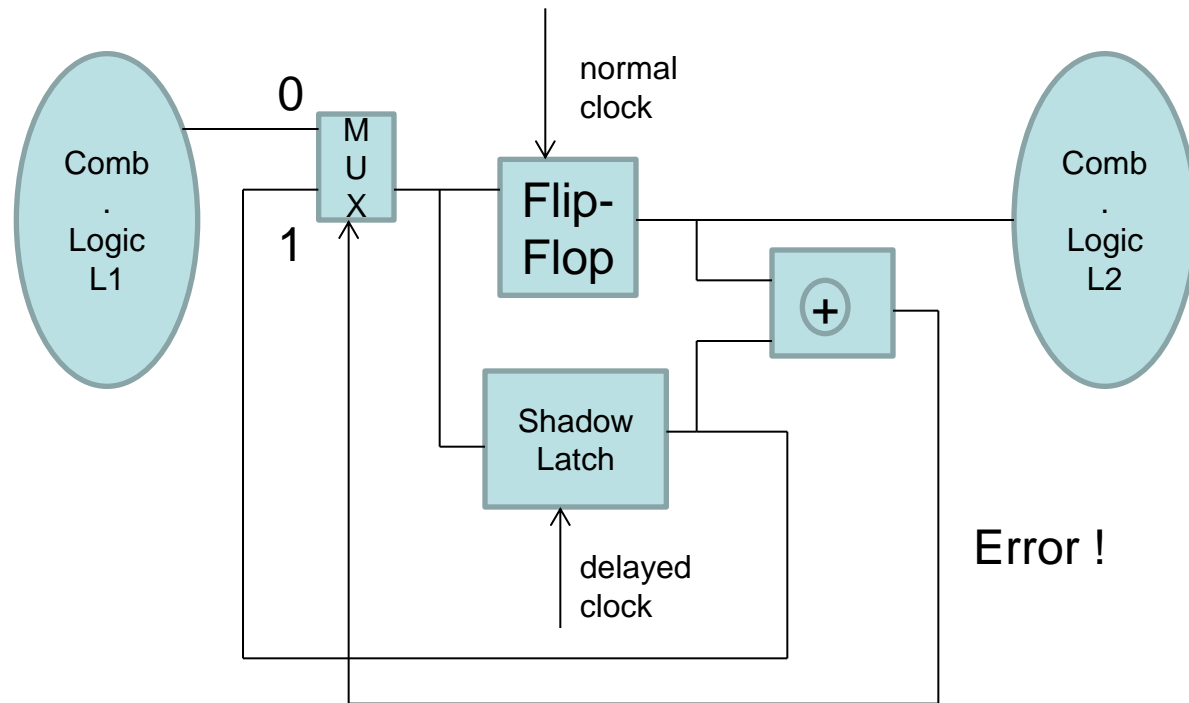 Comb
.
Logic
L1
0
1
M
U
X
normal
clock
Flip-
Flop
Shadow
Latch
delayed
clock
+
Error !
Comb
.
Logic
L2